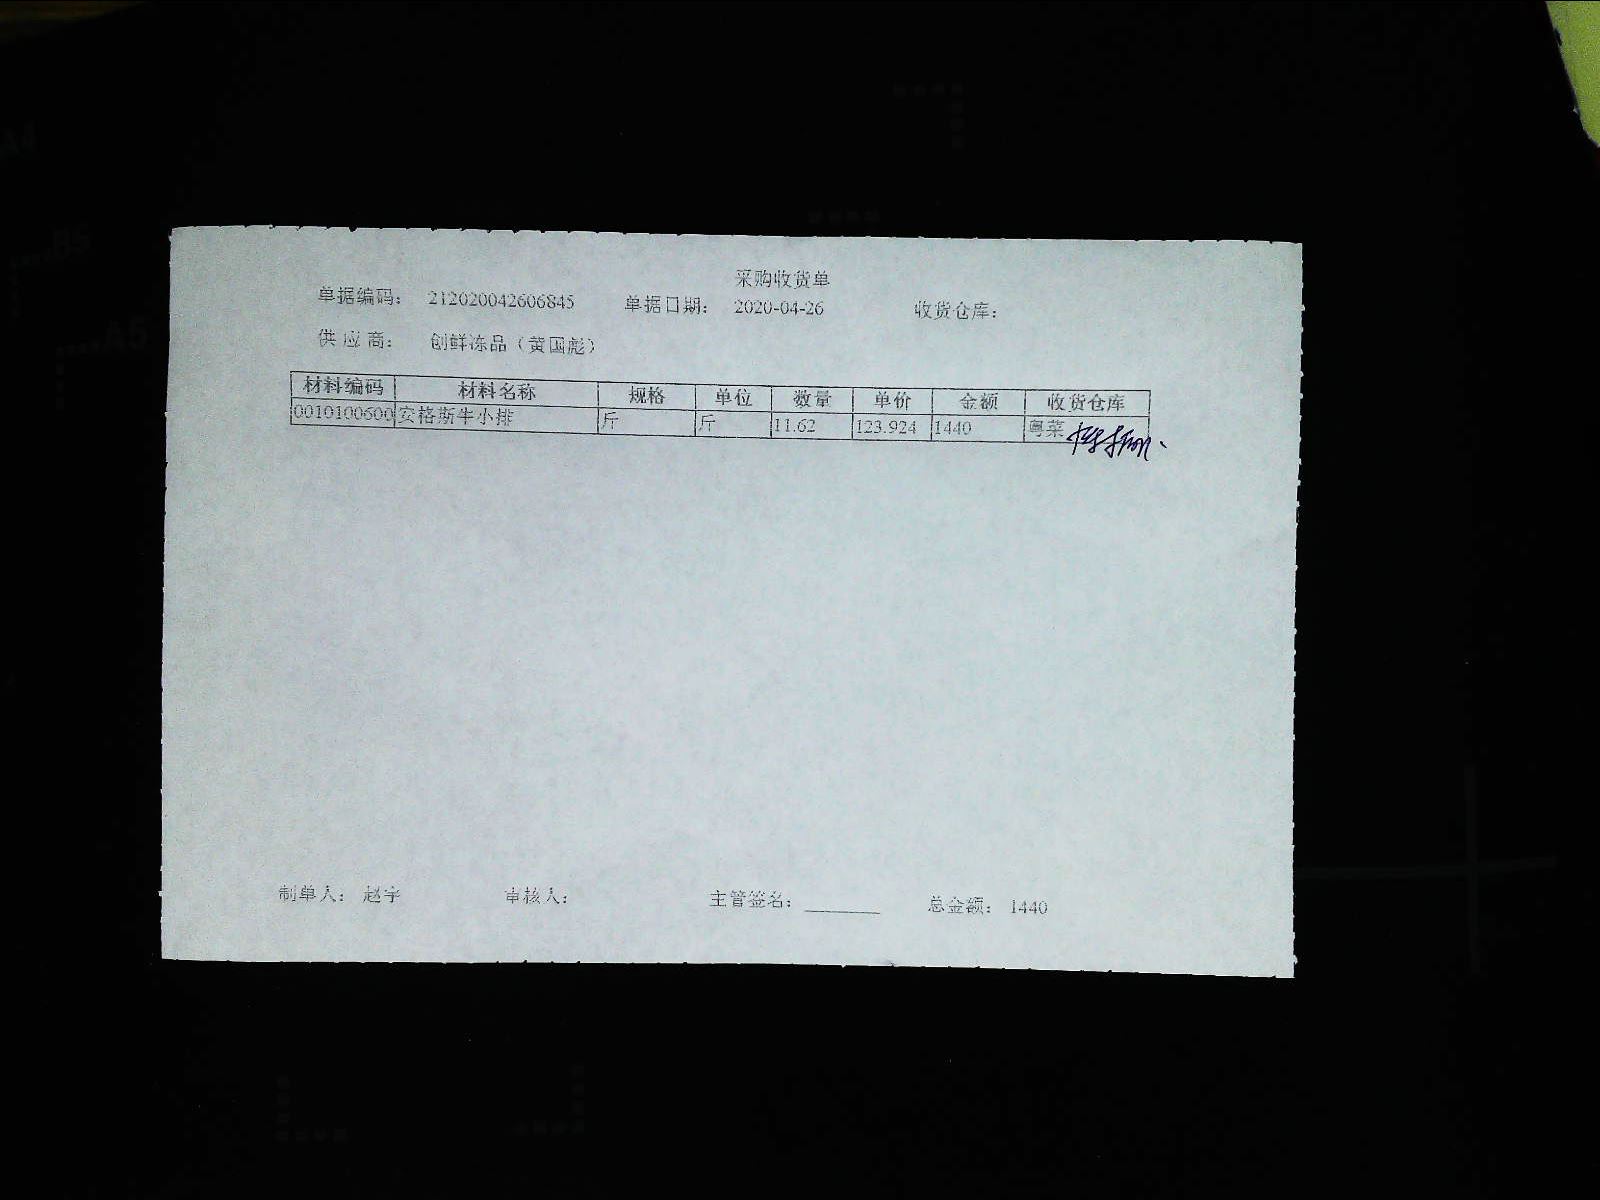 采购收货单
单据编码： 212020042606845 单据日期： 2020-04-26 收货仓库：
供 应 商： 创鲜冻品（黄国彪）
材料编码 材料名称 规格 单位 数量 单价 金额 收货仓库
0010100600 安格斯牛小排 斤 斤 11.62 123.924 1440 粤菜
制单人： 赵宇 审核人： 主管签名： ________ 总金额： 1440
A4
B5
A5